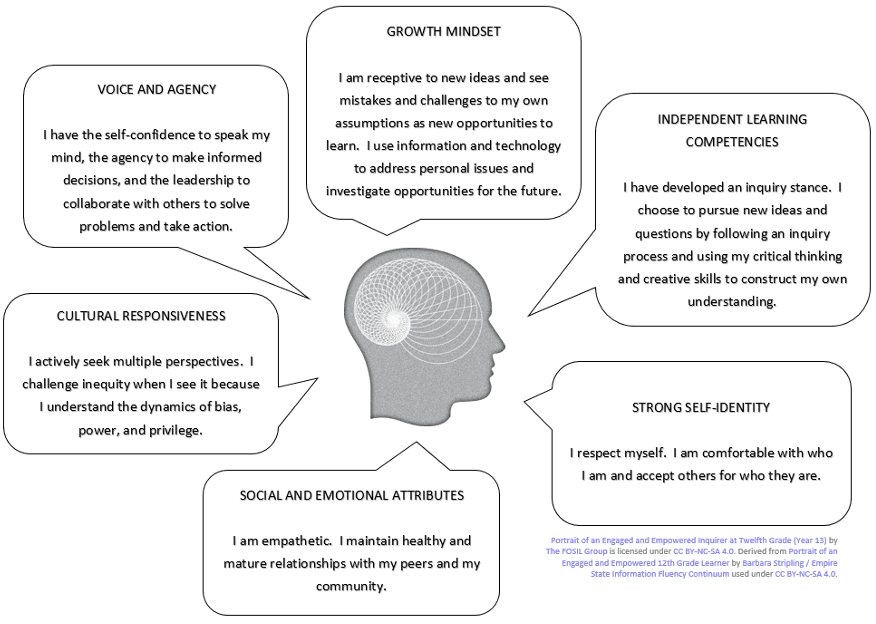 GROWTH MINDSET
I am receptive to new ideas and see
mistakes and challenges to my own
assumptions as new opportunities to
learn.  I use information and technology
to address personal issues and
investigate opportunities for the future.
VOICE AND AGENCY
I have the self-confidence to speak my
mind, the agency to make informed
decisions, and the leadership to
collaborate with others to solve
problems and take action.
INDEPENDENT LEARNING
COMPETENCIES
I have developed an inquiry stance.  I
choose to pursue new ideas and
questions by following an inquiry
process and using my critical thinking
and creative skills to construct my own
understanding.
CULTURAL RESPONSIVENESS
I actively seek multiple perspectives.  I
challenge inequity when I see it because
I understand the dynamics of bias,
power, and privilege.
STRONG SELF-IDENTITY
I respect myself.  I am comfortable with who
I am and accept others for who they are.
SOCIAL AND EMOTIONAL ATTRIBUTES
I am empathetic.  I maintain healthy and
mature relationships with my peers and my
community.
Portrait of an Engaged and Empowered Inquirer at Twelfth Grade (Year 13) by
The FOSIL Group is licensed under CC BY-NC-SA 4.0. Derived from Portrait of an
Engaged and Empowered 12th Grade Learner by Barbara Stripling / Empire
State Information Fluency Continuum used under CC BY-NC-SA 4.0.